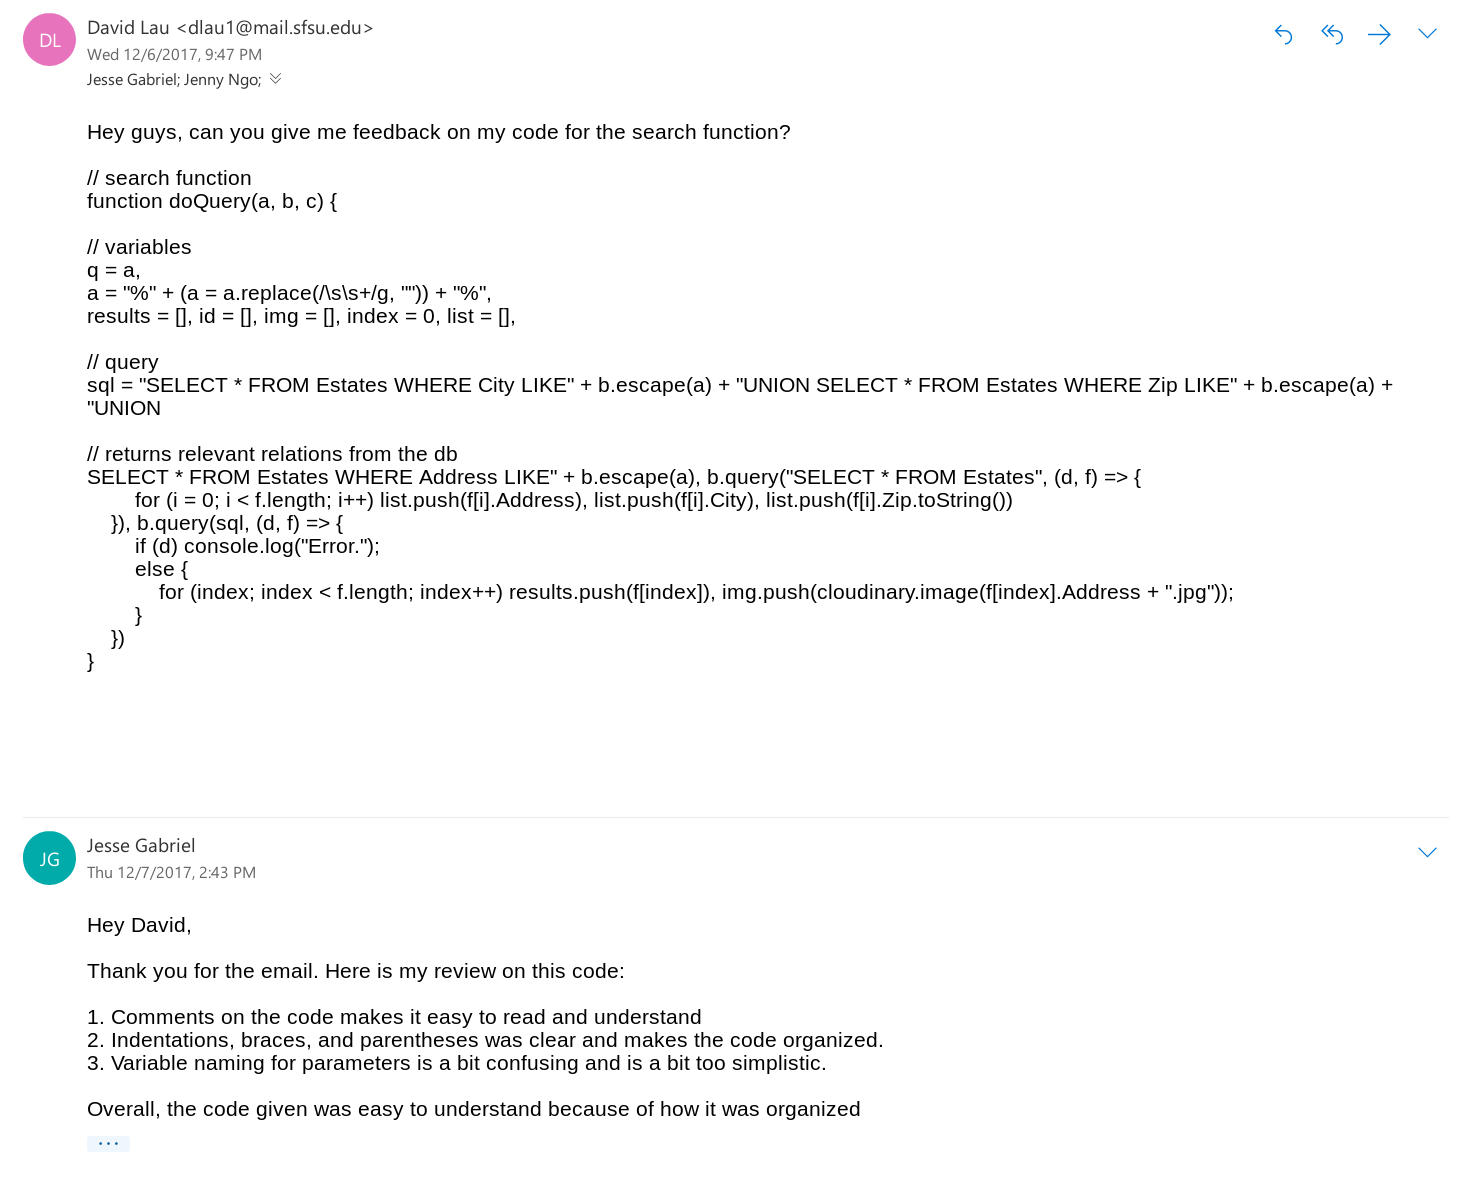 DL
David Lau <dlau1@mail.sfsu.edu>
Wed 12/6/2017, 9:47 PM
Jesse Gabriel; Jenny Ngo;
Hey guys, can you give me feedback on my code for the search function?
// search function
function doQuery(a, b, c) {
// variables
q = a,
a = "%" + (a = a.replace(/\s\s+/g, "")) + "%",
results = [], id = [], img = [], index = 0, list = [],
// query
sql = "SELECT * FROM Estates WHERE City LIKE" + b.escape(a) + "UNION SELECT * FROM Estates WHERE Zip LIKE" + b.escape(a) +
"UNION
// returns relevant relations from the db
SELECT * FROM Estates WHERE Address LIKE" + b.escape(a), b.query("SELECT * FROM Estates", (d, f) => {
for (i = 0; i < f.length; i++) list.push(f[i].Address), list.push(f[i].City), list.push(f[i].Zip.toString())
}), b.query(sql, (d, f) => {
if (d) console.log("Error.");
else {
for (index; index < f.length; index++) results.push(f[index]), img.push(cloudinary.image(f[index].Address + ".jpg"));
}
})
}
JG
Jesse Gabriel
Thu 12/7/2017, 2:43 PM
Hey David,
Thank you for the email. Here is my review on this code:
1. Comments on the code makes it easy to read and understand
2. Indentations, braces, and parentheses was clear and makes the code organized.
3. Variable naming for parameters is a bit confusing and is a bit too simplistic.
Overall, the code given was easy to understand because of how it was organized
...